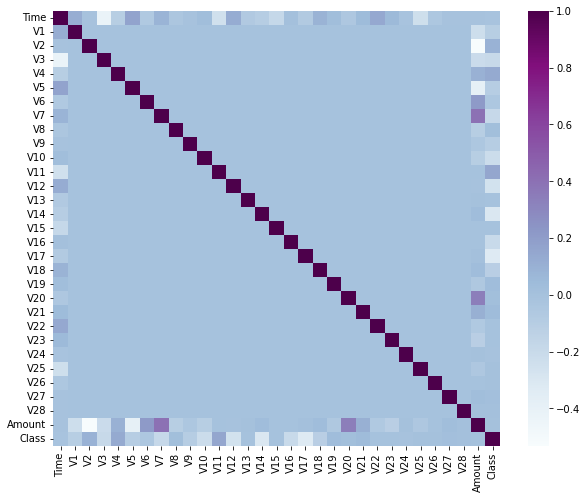 Time
V1
V2
V3
V4
V5
V6
V7
V8
V9
V10
V11
V12
V13
V14
V15
V16
V17
V18
V19
V20
V21
V22
V23
V24
V25
V26
V27
V28
Amount
Class
Time
V1
V2
V3
V4
V5
V6
V7
V8
V9
V10
V11
V12
V13
V14
V15
V16
V17
V18
V19
V20
V21
V22
V23
V24
V25
V26
V27
V28
Amount
Class
1.0
0.8
0.6
0.4
0.2
0.0
−0.2
−0.4